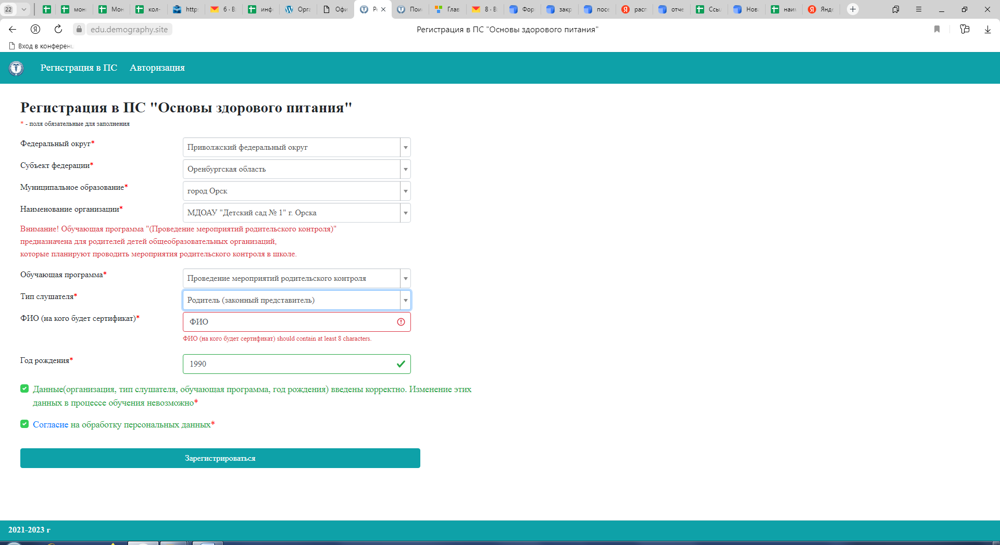 22
мон
Мон
кол-
http:
6 · В
инф
Орга
Офи
Ре
Пои
Глав
8 · В
Фор
закр
посе
расп
отче
Ссы
Нов
наим
Янде
edu.demography.site
Регистрация в ПС "Основы здорового питания"
Вход в конференц
Регистрация в ПС Авторизация
Регистрация в ПС "Основы здорового питания"
* - поля обязательные для заполнения
Федеральный округ*
Приволжский федеральный округ
Субъект федерации*
Оренбургская область
Муниципальное образование*
город Орск
Наименование организации*
МДОАУ "Детский сад № 1" г. Орска
Внимание! Обучающая программа "(Проведение мероприятий родительского контроля)"
предназначена для родителей детей общеобразовательных организаций,
которые планируют проводить мероприятия родительского контроля в школе.
Обучающая программа*
Проведение мероприятий родительского контроля
Тип слушателя*
Родитель (законный представитель)
ФИО (на кого будет сертификат)*
ФИО
ФИО (на кого будет сертификат) should contain at least 8 characters.
Год рождения*
1990
Данные(организация, тип слушателя, обучающая программа, год рождения) введены корректно. Изменение этих
данных в процессе обучения невозможно*
Согласие на обработку персональных данных*
Зарегистрироваться
2021-2023 г